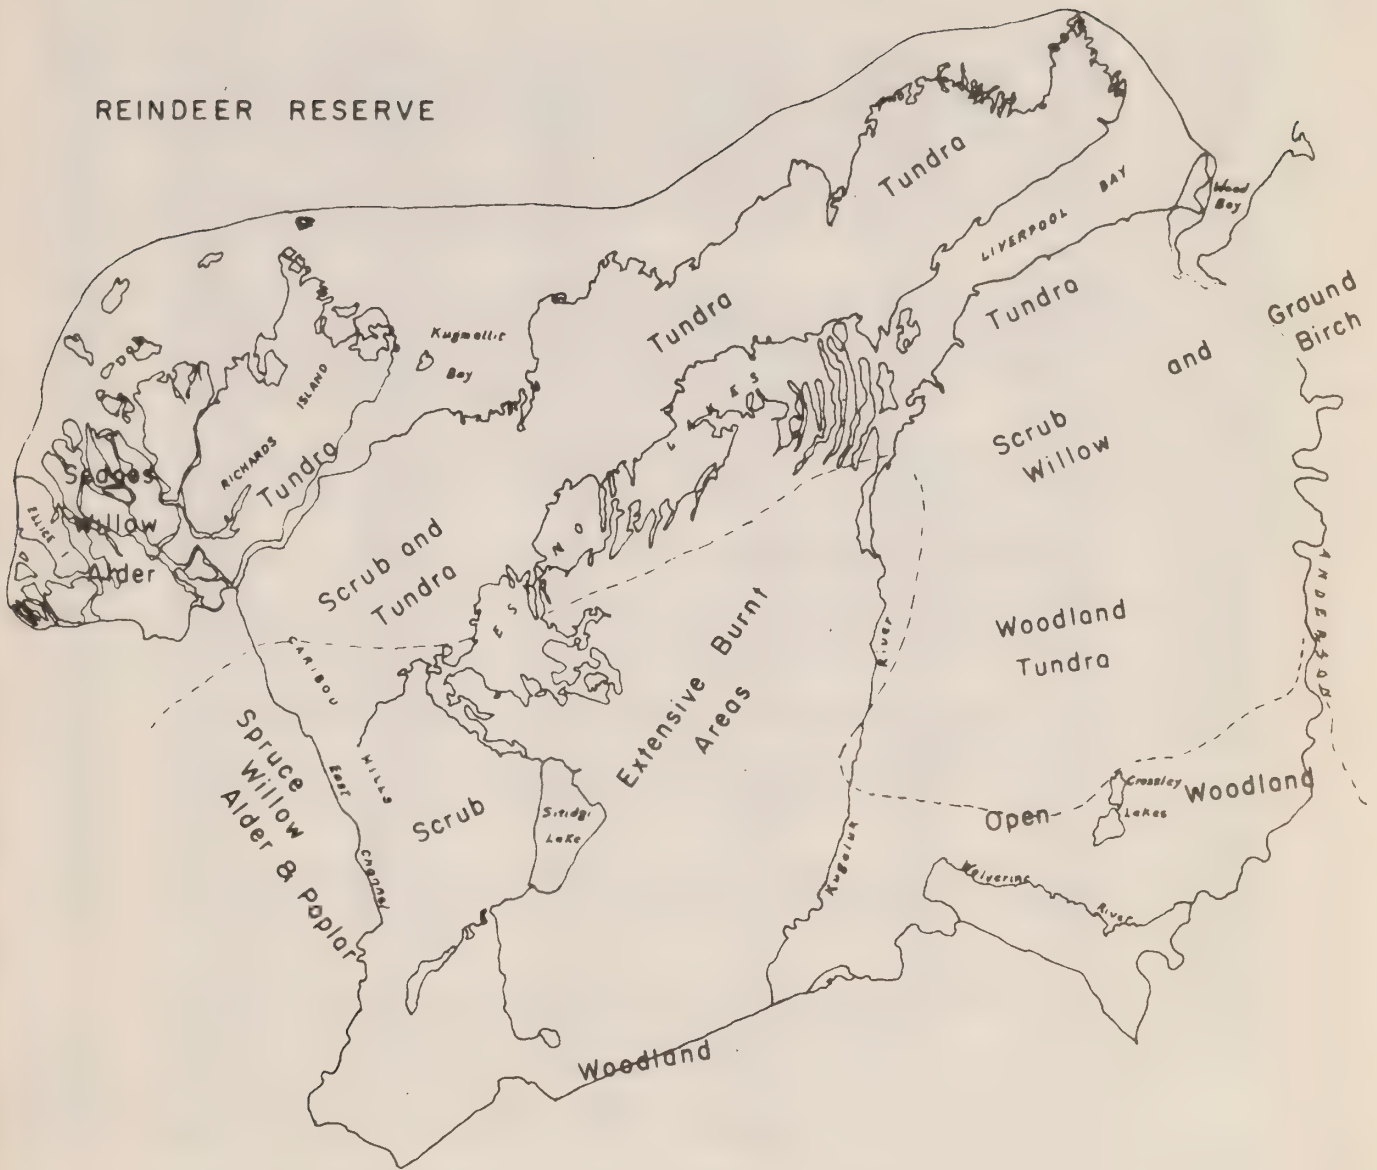 REINDEER RESERVE
Tundra
BAY
LIVERPOOL
Wood
Bay
Tundra
Tundra
Ground
Birch
and
Kugmallit
Bay
RICHARDS ISLAND
Tundra
Sedges
Willow
Alder
ELLICE
ESKIMO LAKES
Scrub
Willow
Scrub and
Tundra
Woodland
Tundra
ANDERSON
River
Extensive Burnt
Areas
CARIBOU
HILLS
East
Channel
Spruce
Willow
Alder & Poplar
Scrub
Sitidgi
Lake
Crossley
Lakes
Open
Woodland
Kugaluk
Wolverine
River
Woodland